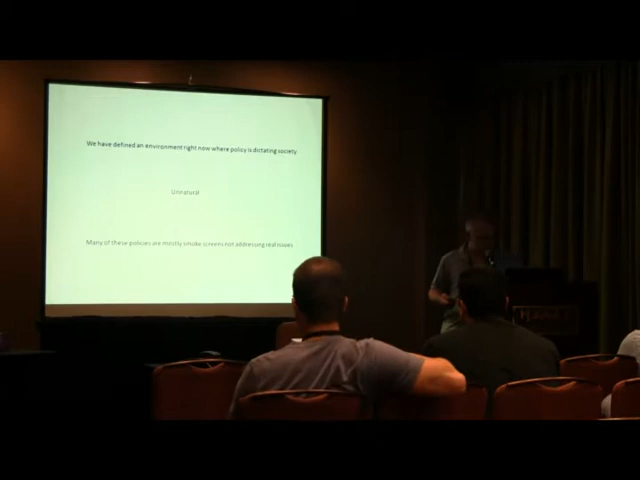 We have defined an environment right now where policy is dictating society
Unnatural
Many of these policies are mostly smoke screens not addressing real issues